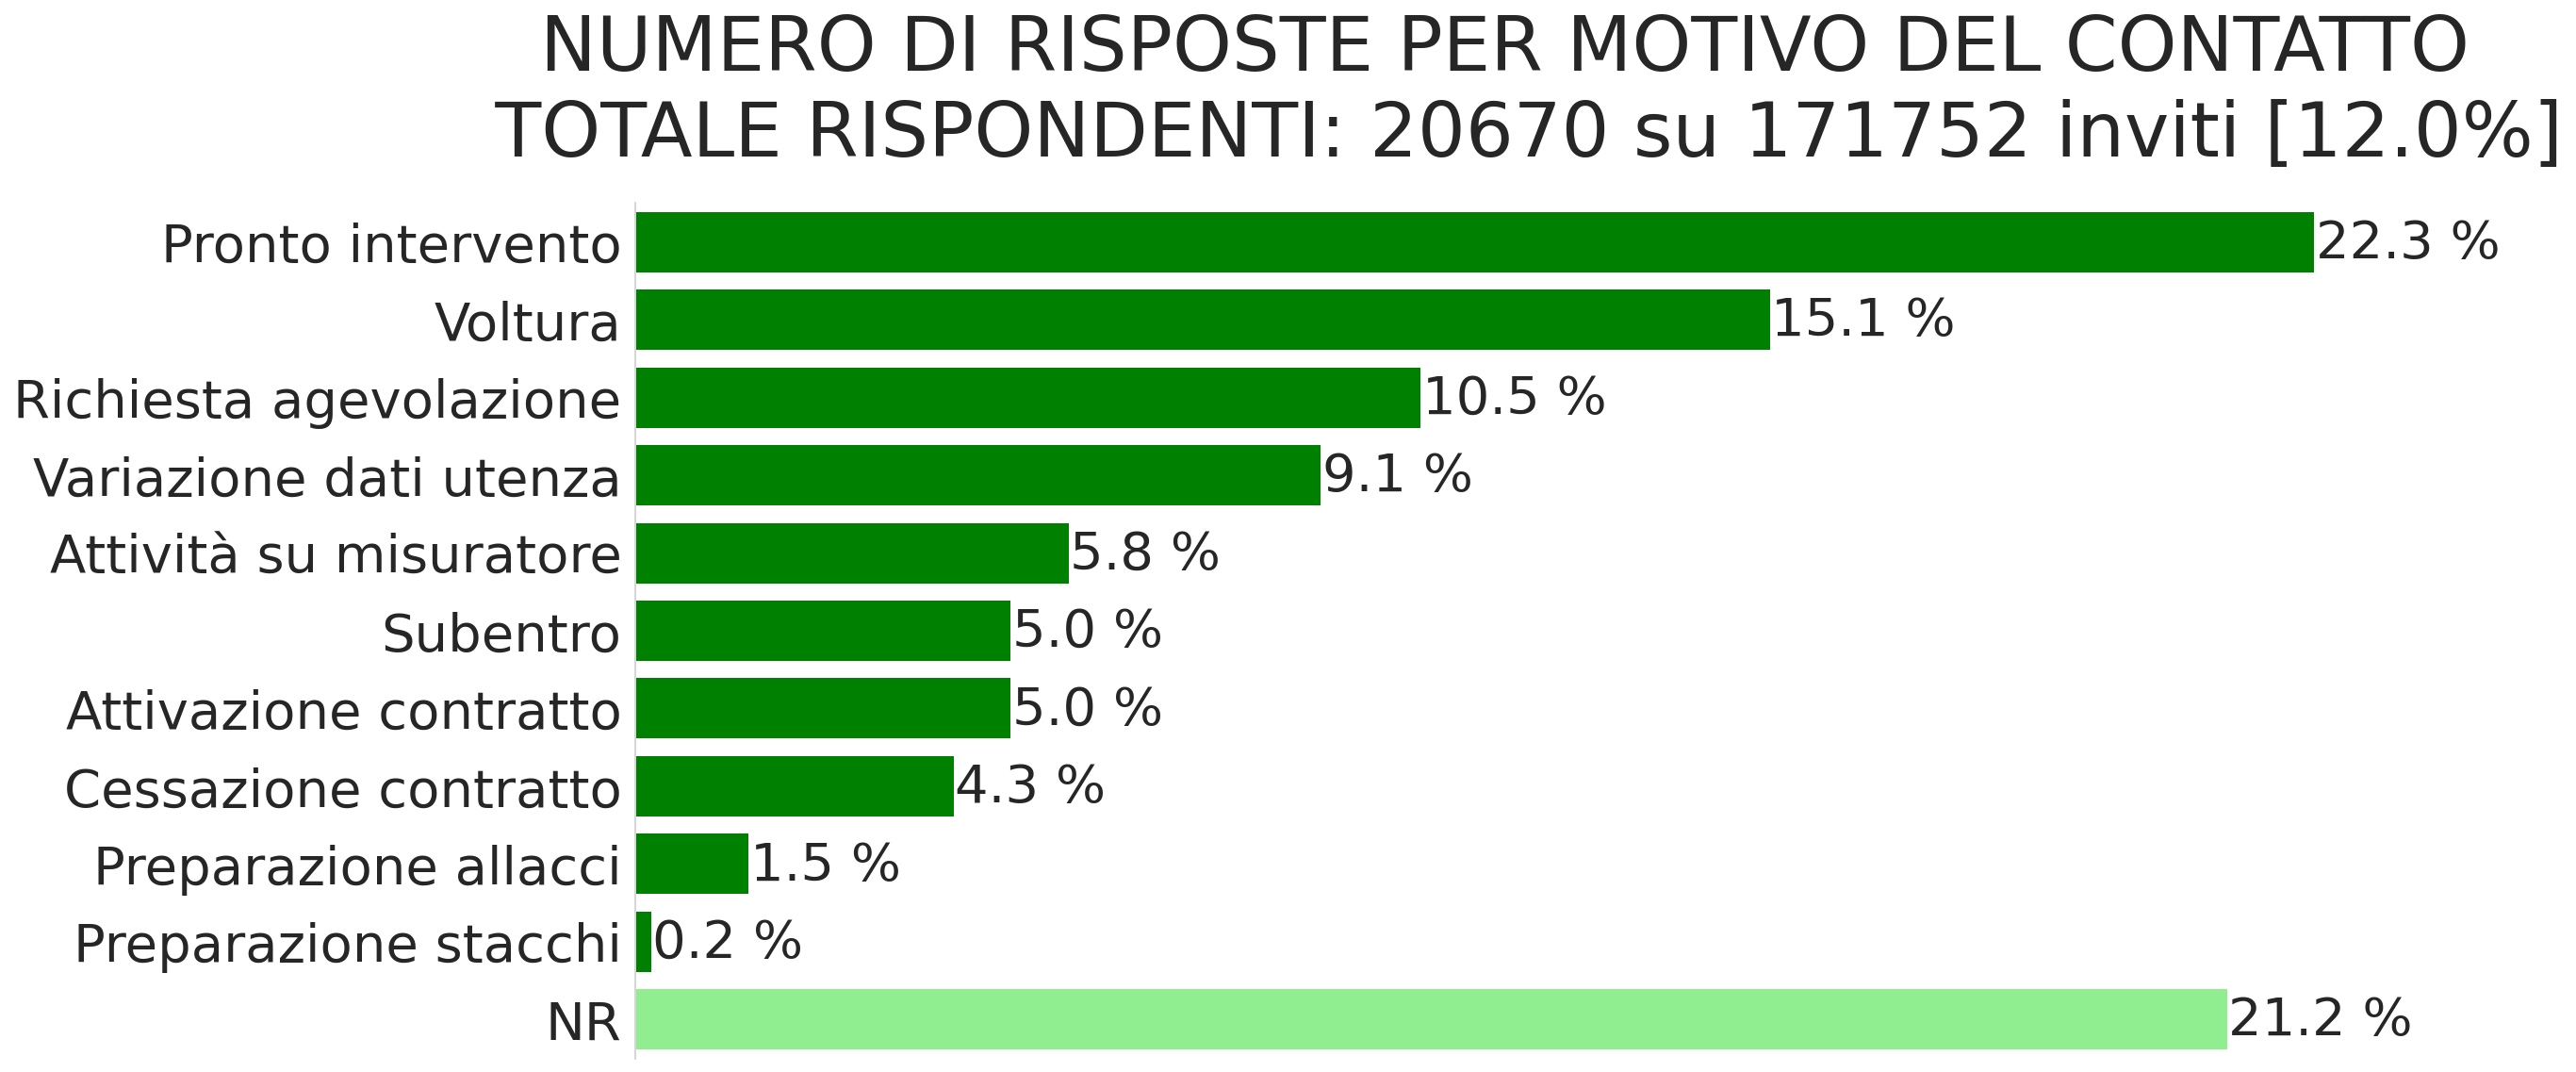 NUMERO DI RISPOSTE PER MOTIVO DEL CONTATTO
TOTALE RISPONDENTI: 20670 su 171752 inviti [12.0%]
Pronto intervento 22.3 %
Voltura 15.1 %
Richiesta agevolazione 10.5 %
Variazione dati utenza 9.1 %
Attività su misuratore 5.8 %
Subentro 5.0 %
Attivazione contratto 5.0 %
Cessazione contratto 4.3 %
Preparazione allacci 1.5 %
Preparazione stacchi 0.2 %
NR 21.2 %